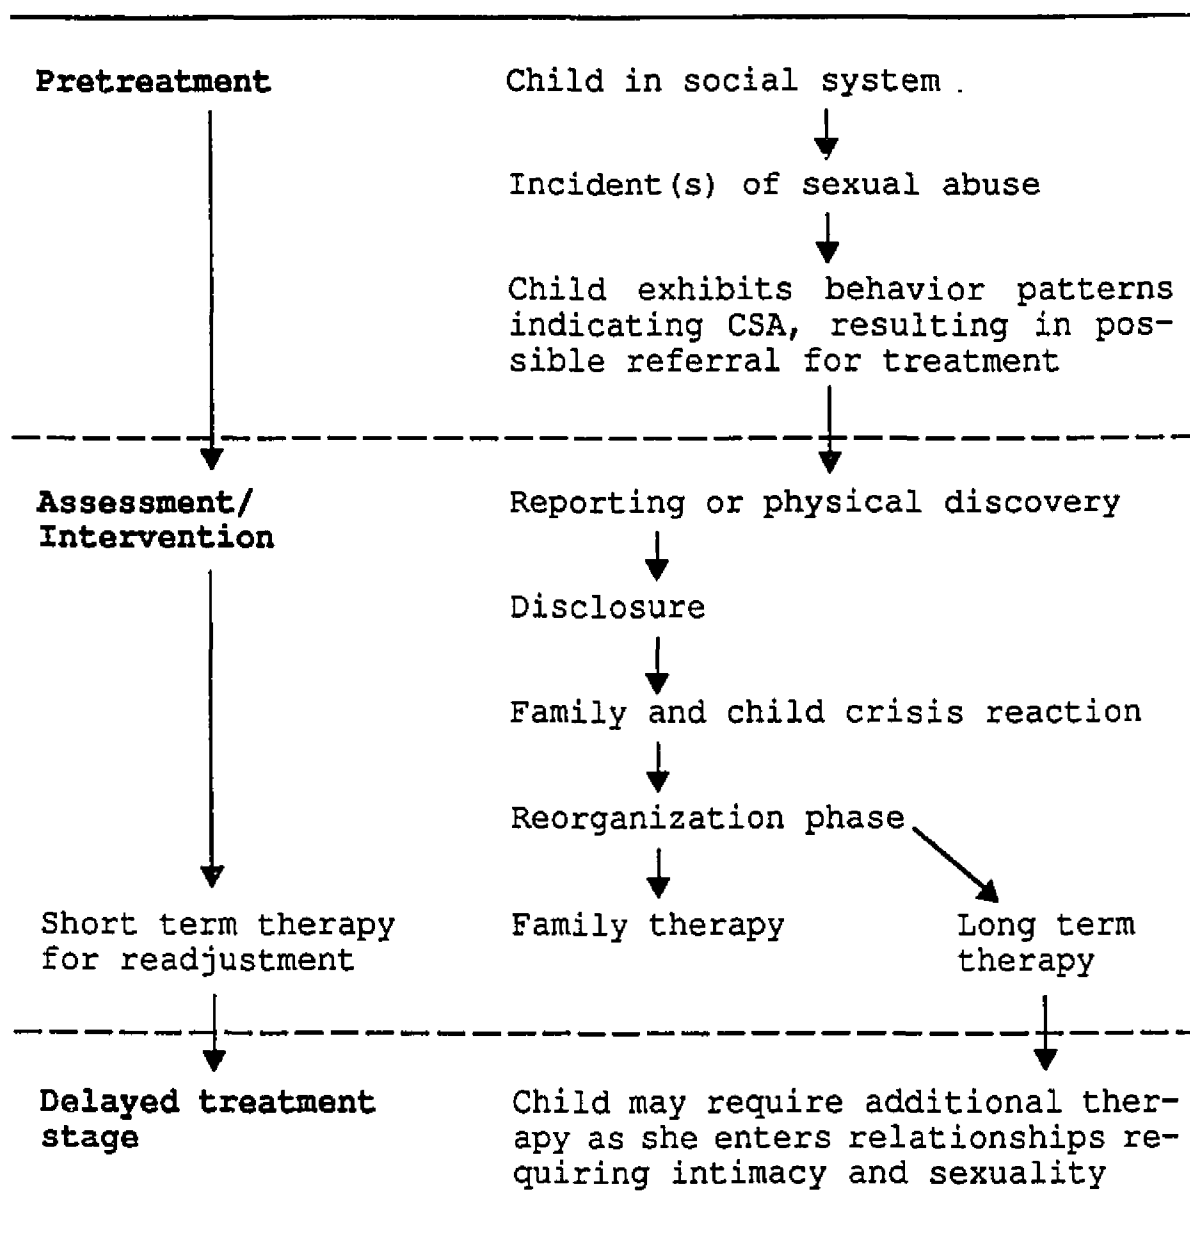 Pretreatment
Child in social system .
Incident(s) of sexual abuse
Child exhibits behavior patterns
indicating CSA, resulting in pos-
sible referral for treatment
Assessment/
Intervention
Reporting or physical discovery
Disclosure
Family and child crisis reaction
Reorganization phase
Short term therapy
for readjustment
Family therapy
Long term
therapy
Delayed treatment
stage
Child may require additional ther-
apy as she enters relationships re-
quiring intimacy and sexuality